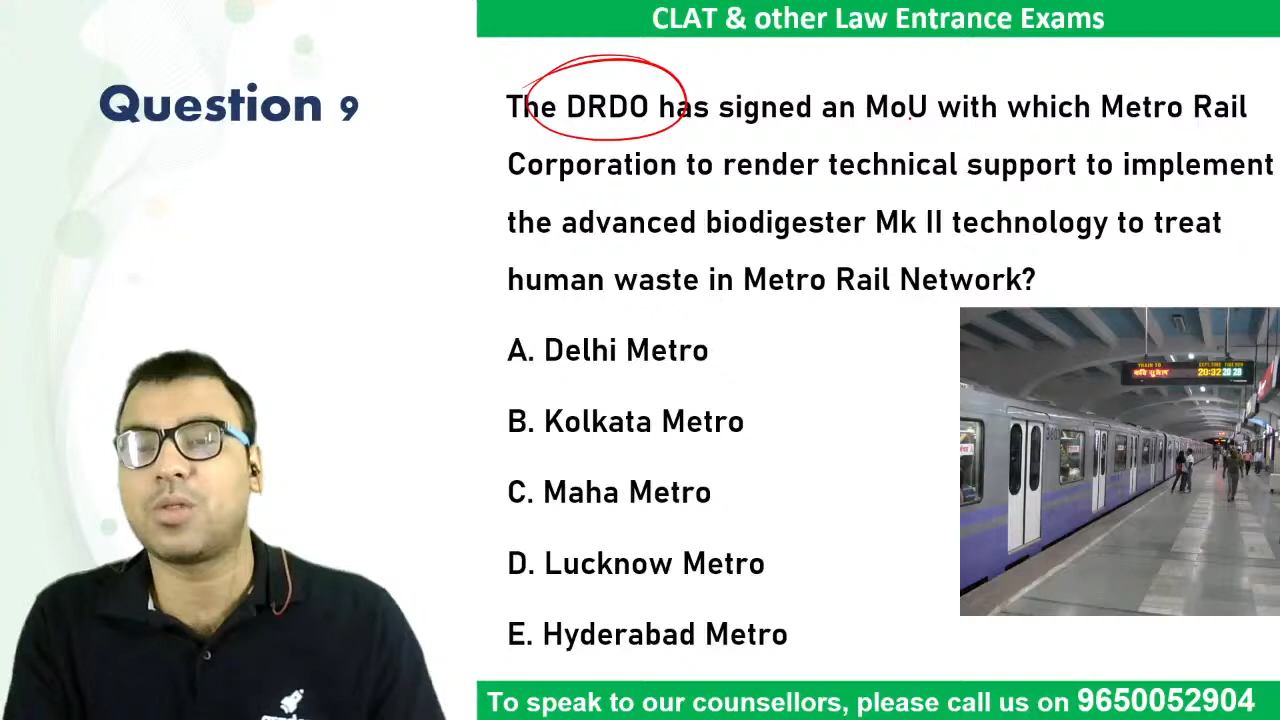 CLAT & other Law Entrance Exams
Question 9
The DRDO has signed an MoU with which Metro Rail
Corporation to render technical support to implement
the advanced biodigester Mk II technology to treat
human waste in Metro Rail Network?
A. Delhi Metro
B. Kolkata Metro
C. Maha Metro
D. Lucknow Metro
E. Hyderabad Metro
To speak to our counsellors, please call us on 9650052904